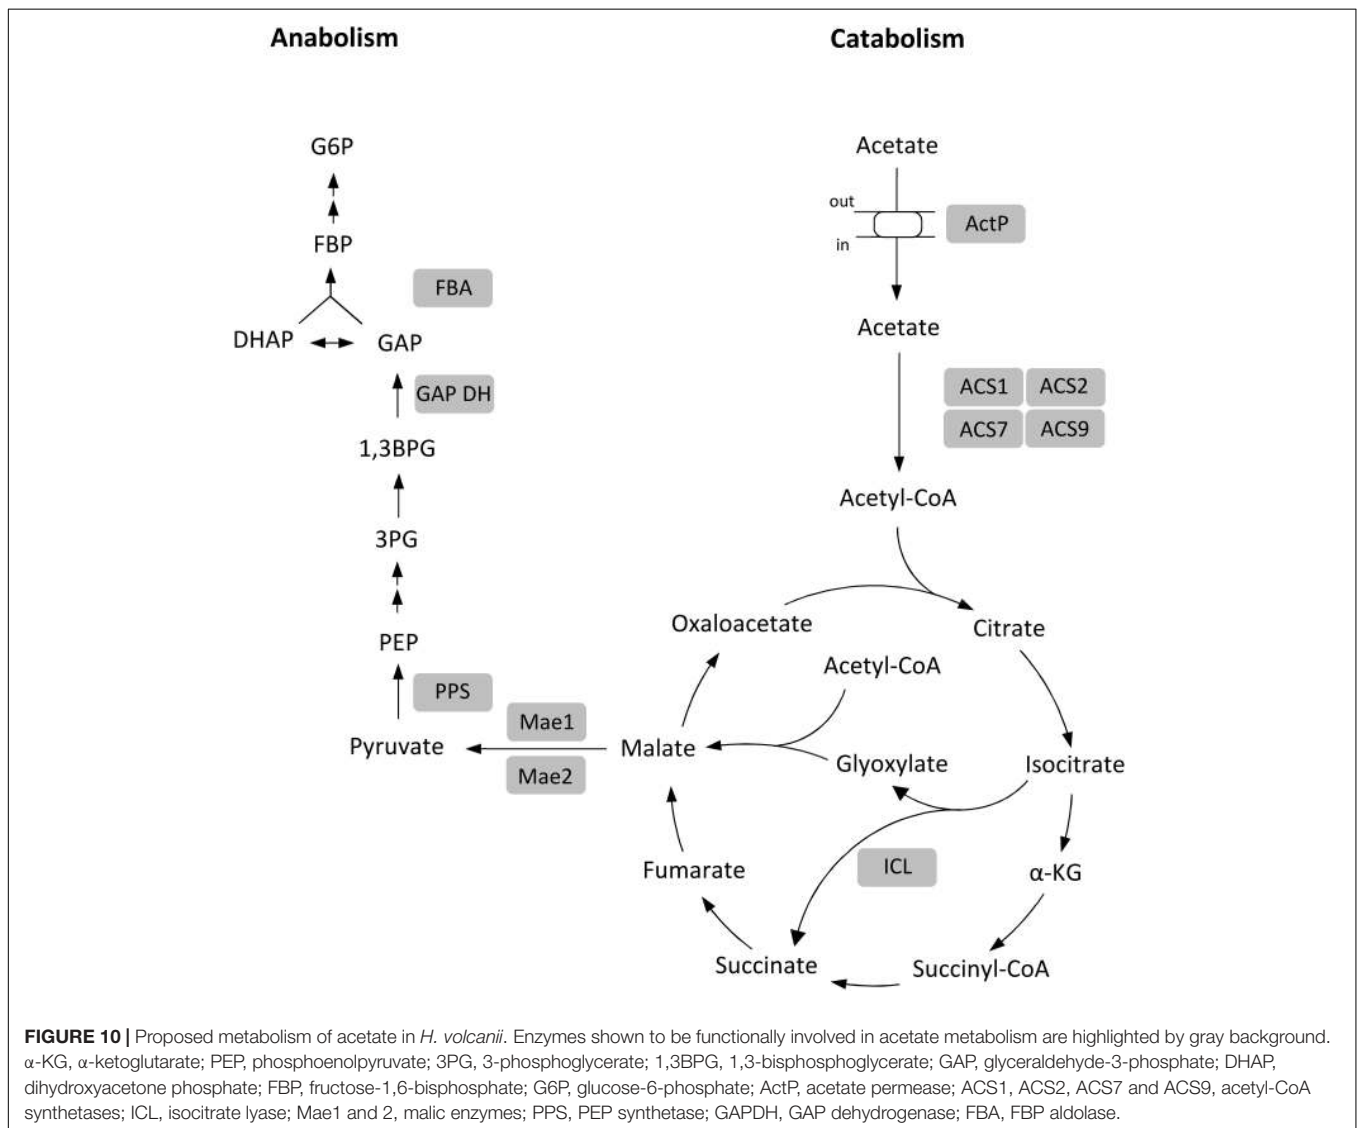 Anabolism
Catabolism
G6P
FBP
FBA
DHAP
GAP
GAP DH
1,3BPG
3PG
PEP
PPS
Pyruvate
Mae1
Mae2
Acetate
out
in
ActP
Acetate
ACS1
ACS2
ACS7
ACS9
Acetyl-CoA
Oxaloacetate
Citrate
Acetyl-CoA
Malate
Glyoxylate
Isocitrate
Fumarate
ICL
α-KG
Succinate
Succinyl-CoA
FIGURE 10 | Proposed metabolism of acetate in H. volcanii. Enzymes shown to be functionally involved in acetate metabolism are highlighted by gray background.
α-KG, α-ketoglutarate; PEP, phosphoenolpyruvate; 3PG, 3-phosphoglycerate; 1,3BPG, 1,3-bisphosphoglycerate; GAP, glyceraldehyde-3-phosphate; DHAP,
dihydroxyacetone phosphate; FBP, fructose-1,6-bisphosphate; G6P, glucose-6-phosphate; ActP, acetate permease; ACS1, ACS2, ACS7 and ACS9, acetyl-CoA
synthetases; ICL, isocitrate lyase; Mae1 and 2, malic enzymes; PPS, PEP synthetase; GAPDH, GAP dehydrogenase; FBA, FBP aldolase.